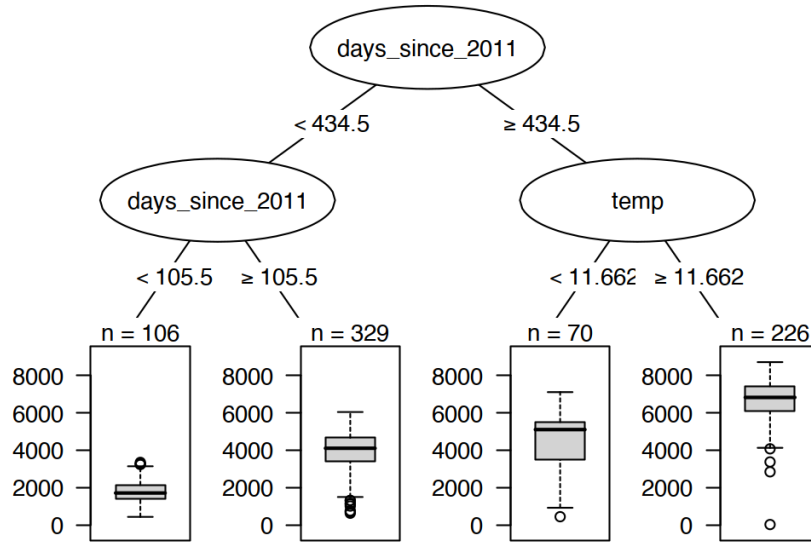 days_since_2011
< 434.5 ≥ 434.5
days_since_2011 temp
< 105.5 ≥ 105.5 < 11.662 ≥ 11.662
n = 106 n = 329 n = 70 n = 226
8000 8000 8000 8000
6000 6000 6000 6000
4000 4000 4000 4000
2000 2000 2000 2000
0 0 0 0